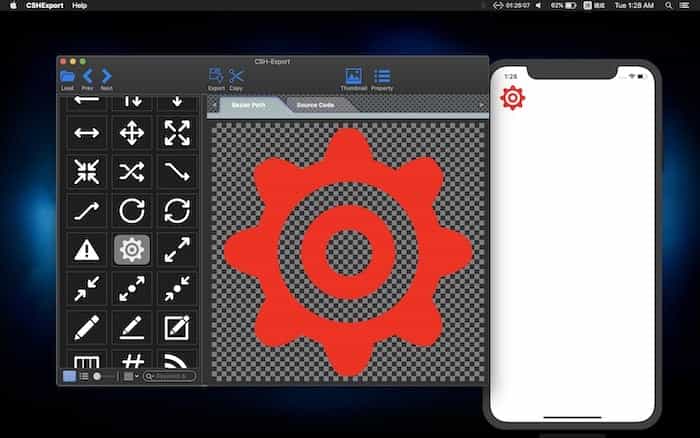 CSHExport Help 01:26:07 62% Tue 1:28 AM
CSH-Export
Load Prev Next Export Copy Thumbnail Property
Bezier Path Source Code
1:28